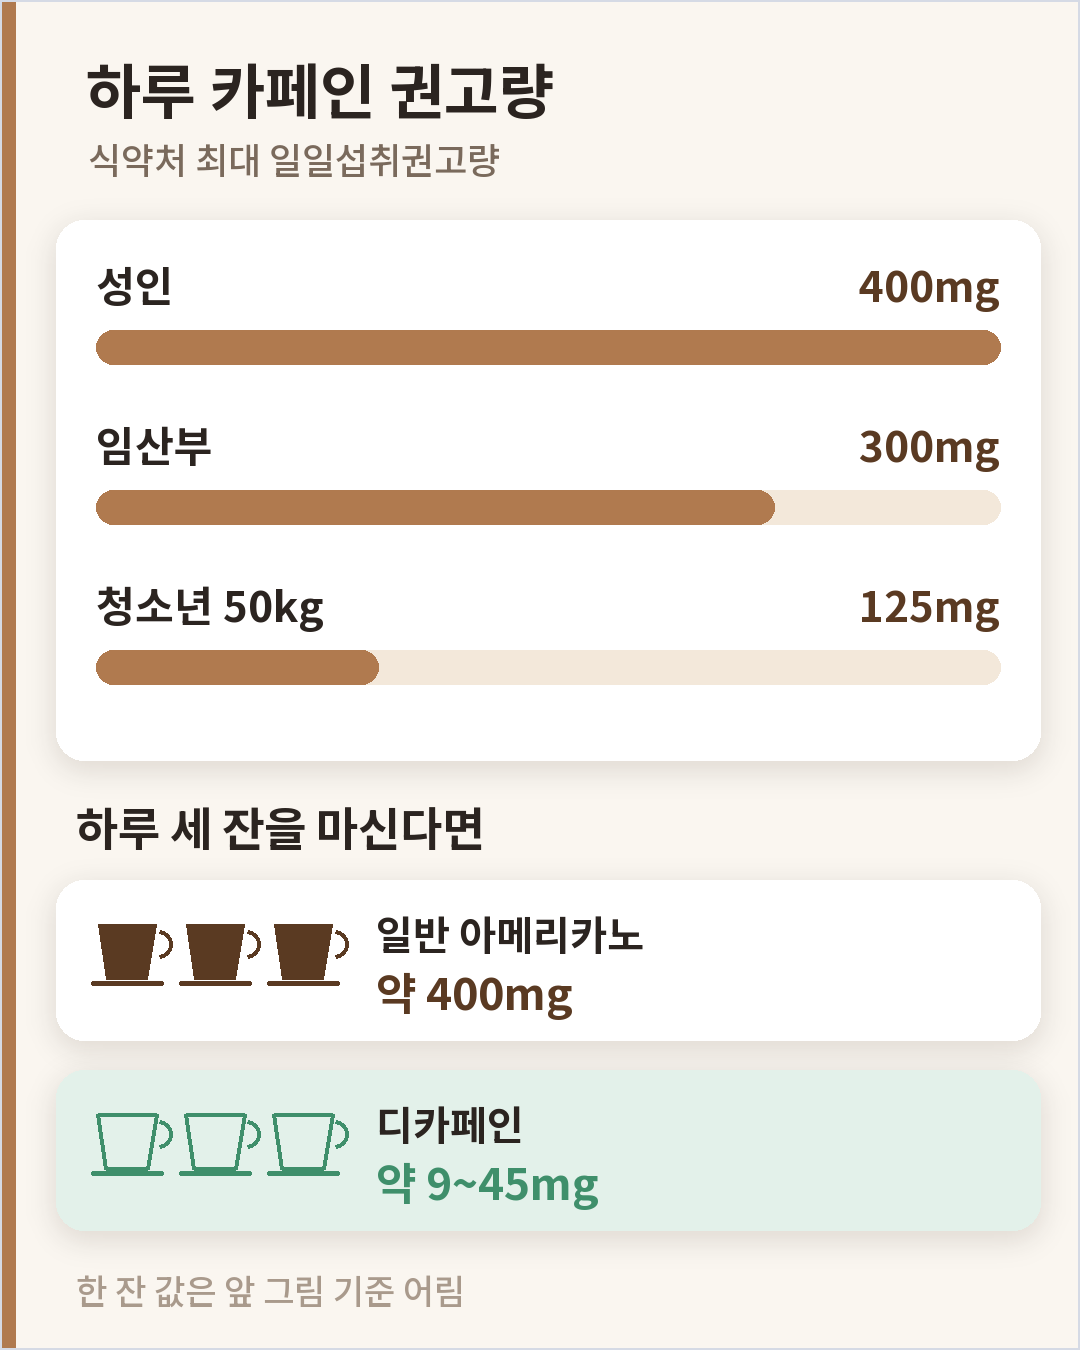 하루 카페인 권고량
식약처 최대 일일섭취권고량
성인 400mg
임산부 300mg
청소년 50kg 125mg
하루 세 잔을 마신다면
일반 아메리카노
약 400mg
디카페인
약 9~45mg
한 잔 값은 앞 그림 기준 어림